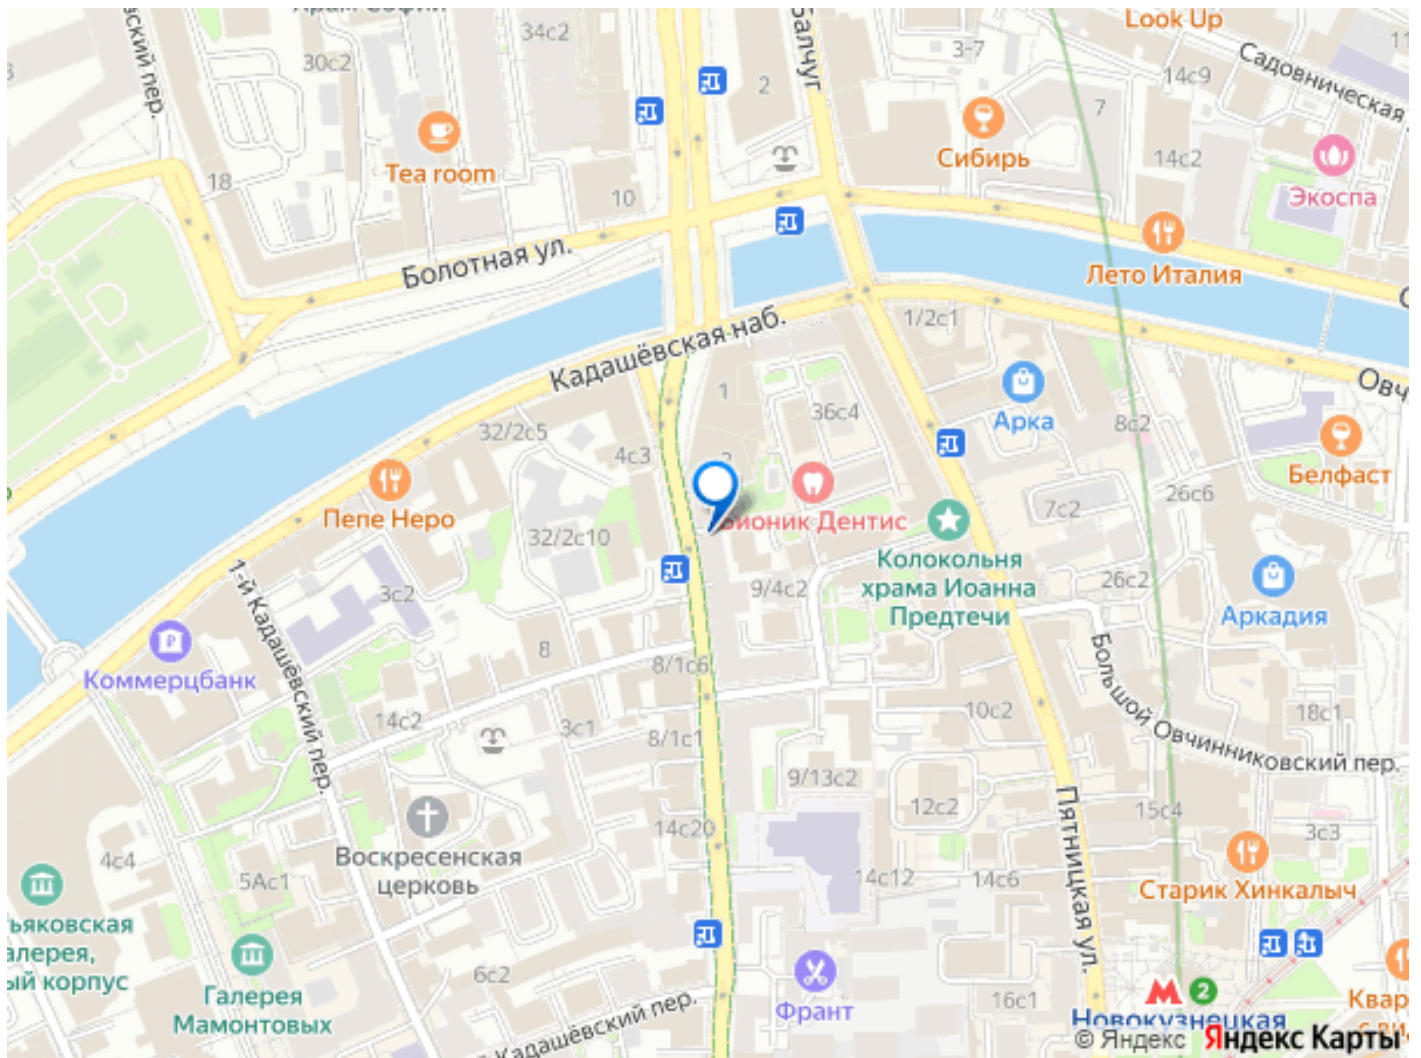 Look Up
34с2
3-7
Балчуг
30с2
14с9
Садовническая
2
7
Сибирь
14с2
Tea room
18
10
Экоспа
Болотная ул.
Лето Италия
Кадашёвская наб.
1/2с1
1
36с4
Арка
32/2с5
4с3
8с2
Белфаст
26с6
Пепе Неро
Бионик Дентис
7с2
32/2с10
Колокольня
храма Иоанна
Предтечи
9/4с2
3с2
26с2
Аркадия
1-й Кадашёвский пер.
8
8/1с6
Коммерцбанк
Большой Овчинниковский пер.
14с2
3с1
10с2
18с1
8/1с1
9/13с2
12с2
15с4
Пятницкая ул.
3с3
14с20
Воскресенская
церковь
4с4
5Ас1
14с12
14с6
Старик Хинкалыч
6с2
Галерея
Мамонтовых
Франт
16с1
2
Новокузнецкая
Кадашёвский пер.
© Яндекс Яндекс Карты